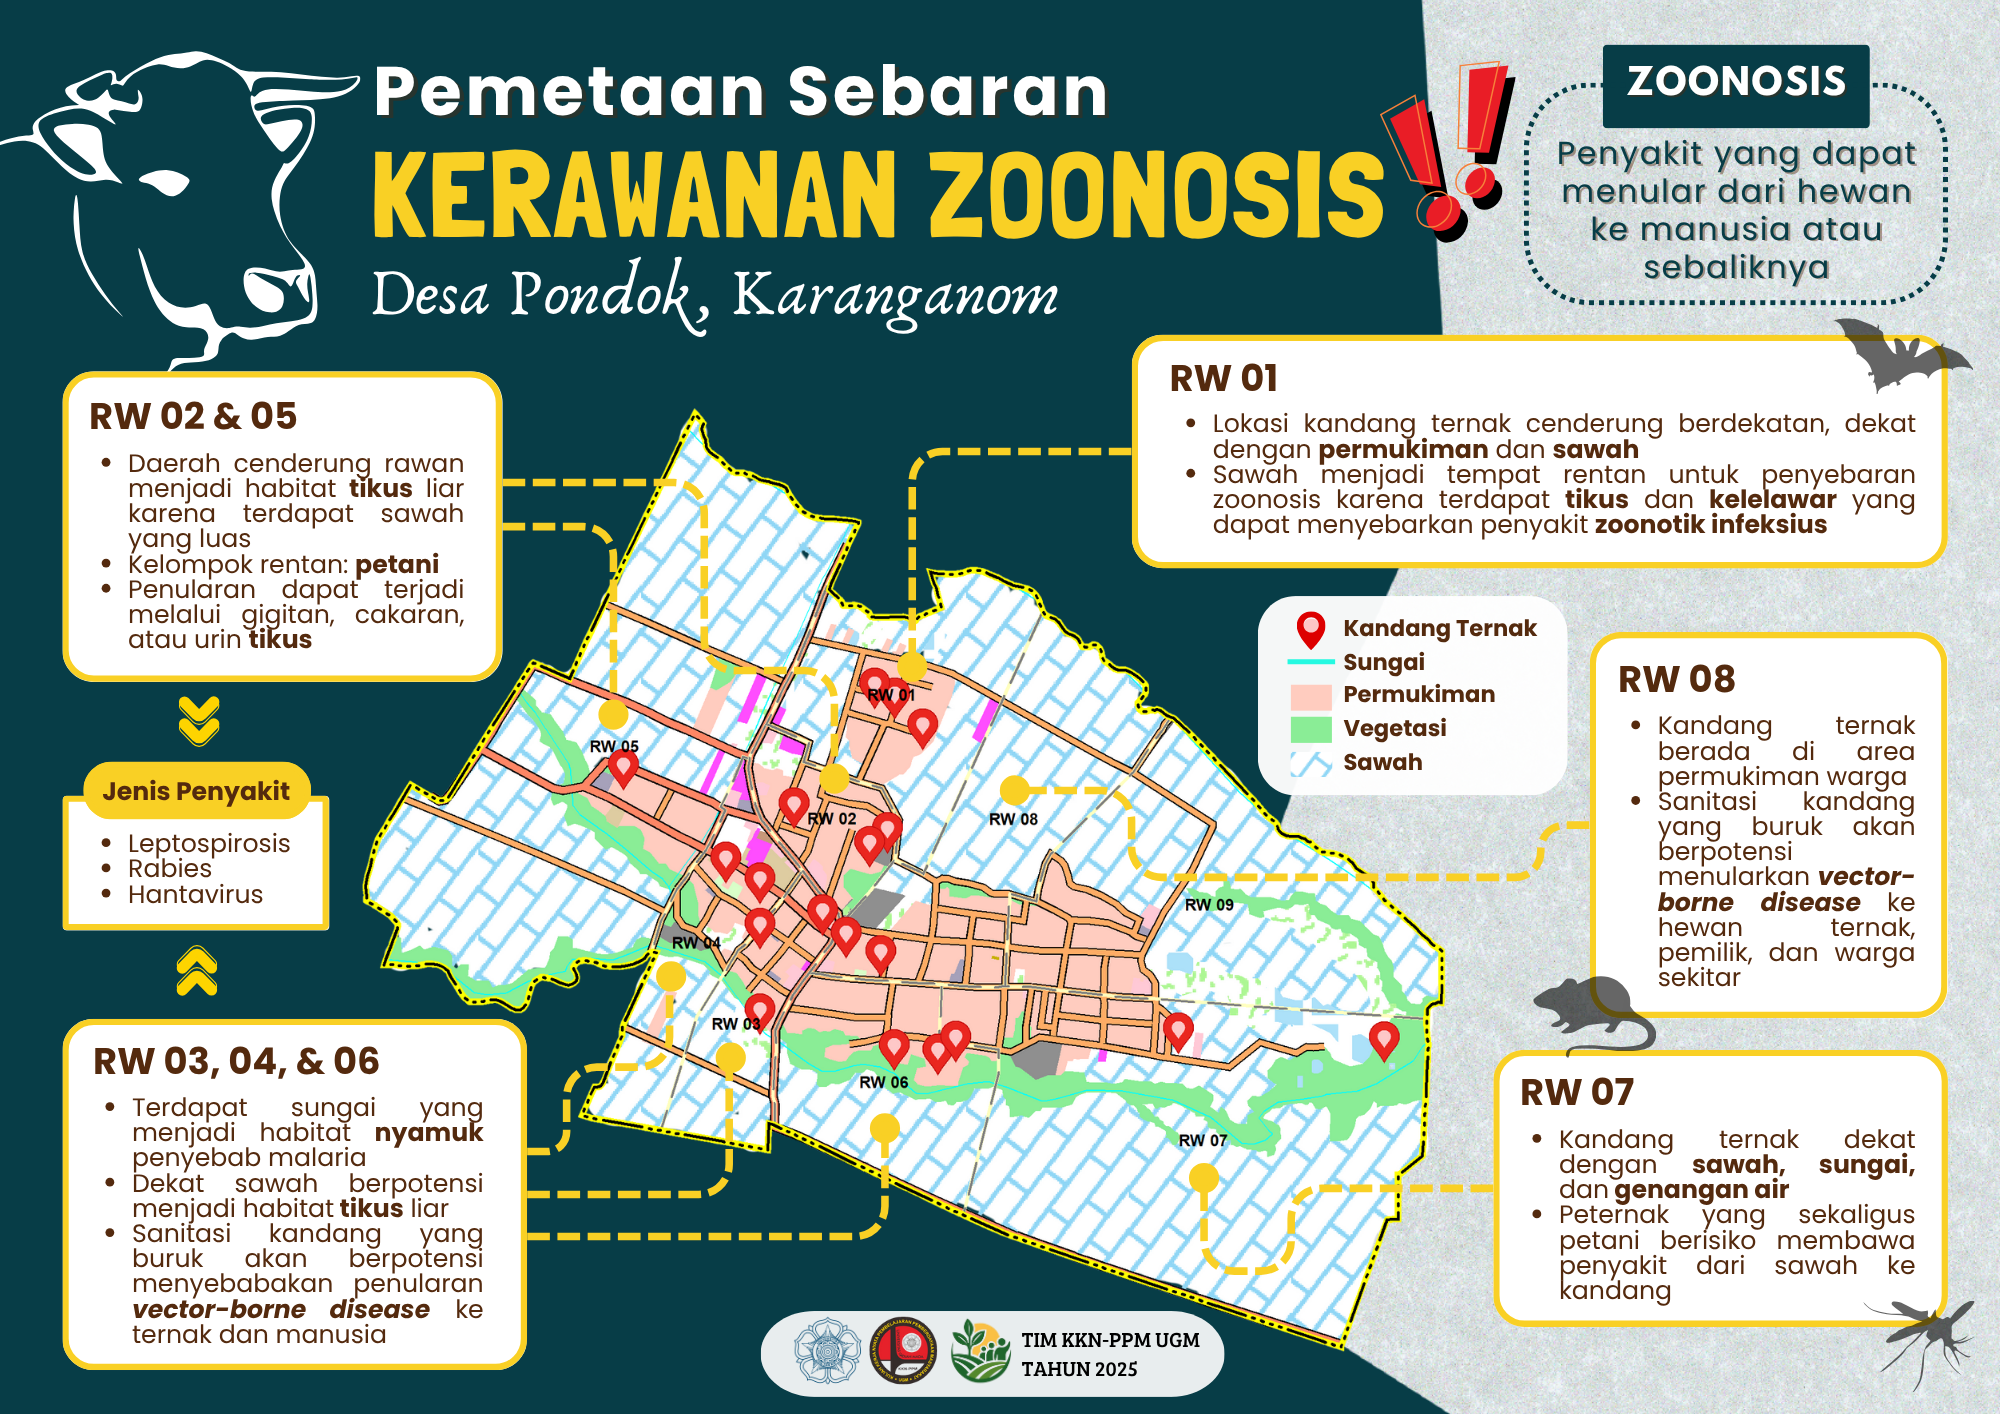 Pemetaan Sebaran
KERAWANAN ZOONOSIS
Desa Pondok, Karanganom
ZOONOSIS
Penyakit yang dapat
menular dari hewan
ke manusia atau
sebaliknya
RW 02 & 05
• Daerah cenderung rawan
menjadi habitat tikus liar
karena terdapat sawah
yang luas
• Kelompok rentan: petani
• Penularan dapat terjadi
melalui gigitan, cakaran,
atau urin tikus
Jenis Penyakit
• Leptospirosis
• Rabies
• Hantavirus
RW 03, 04, & 06
• Terdapat sungai yang
menjadi habitat nyamuk
penyebab malaria
• Dekat sawah berpotensi
menjadi habitat tikus liar
• Sanitasi kandang yang
buruk akan berpotensi
menyebabakan penularan
vector-borne disease ke
ternak dan manusia
RW 01
• Lokasi kandang ternak cenderung berdekatan, dekat
dengan permukiman dan sawah
• Sawah menjadi tempat rentan untuk penyebaran
zoonosis karena terdapat tikus dan kelelawar yang
dapat menyebarkan penyakit zoonotik infeksius
Kandang Ternak
Sungai
Permukiman
Vegetasi
Sawah
RW 08
• Kandang ternak
berada di area
permukiman warga
• Sanitasi kandang
yang buruk akan
berpotensi
menularkan vector-
borne disease ke
hewan ternak,
pemilik, dan warga
sekitar
RW 07
• Kandang ternak dekat
dengan sawah, sungai,
dan genangan air
• Peternak yang sekaligus
petani berisiko membawa
penyakit dari sawah ke
kandang
RW 01
RW 05
RW 02
RW 08
RW 09
RW 04
RW 03
RW 06
RW 07
TIM KKN-PPM UGM
TAHUN 2025